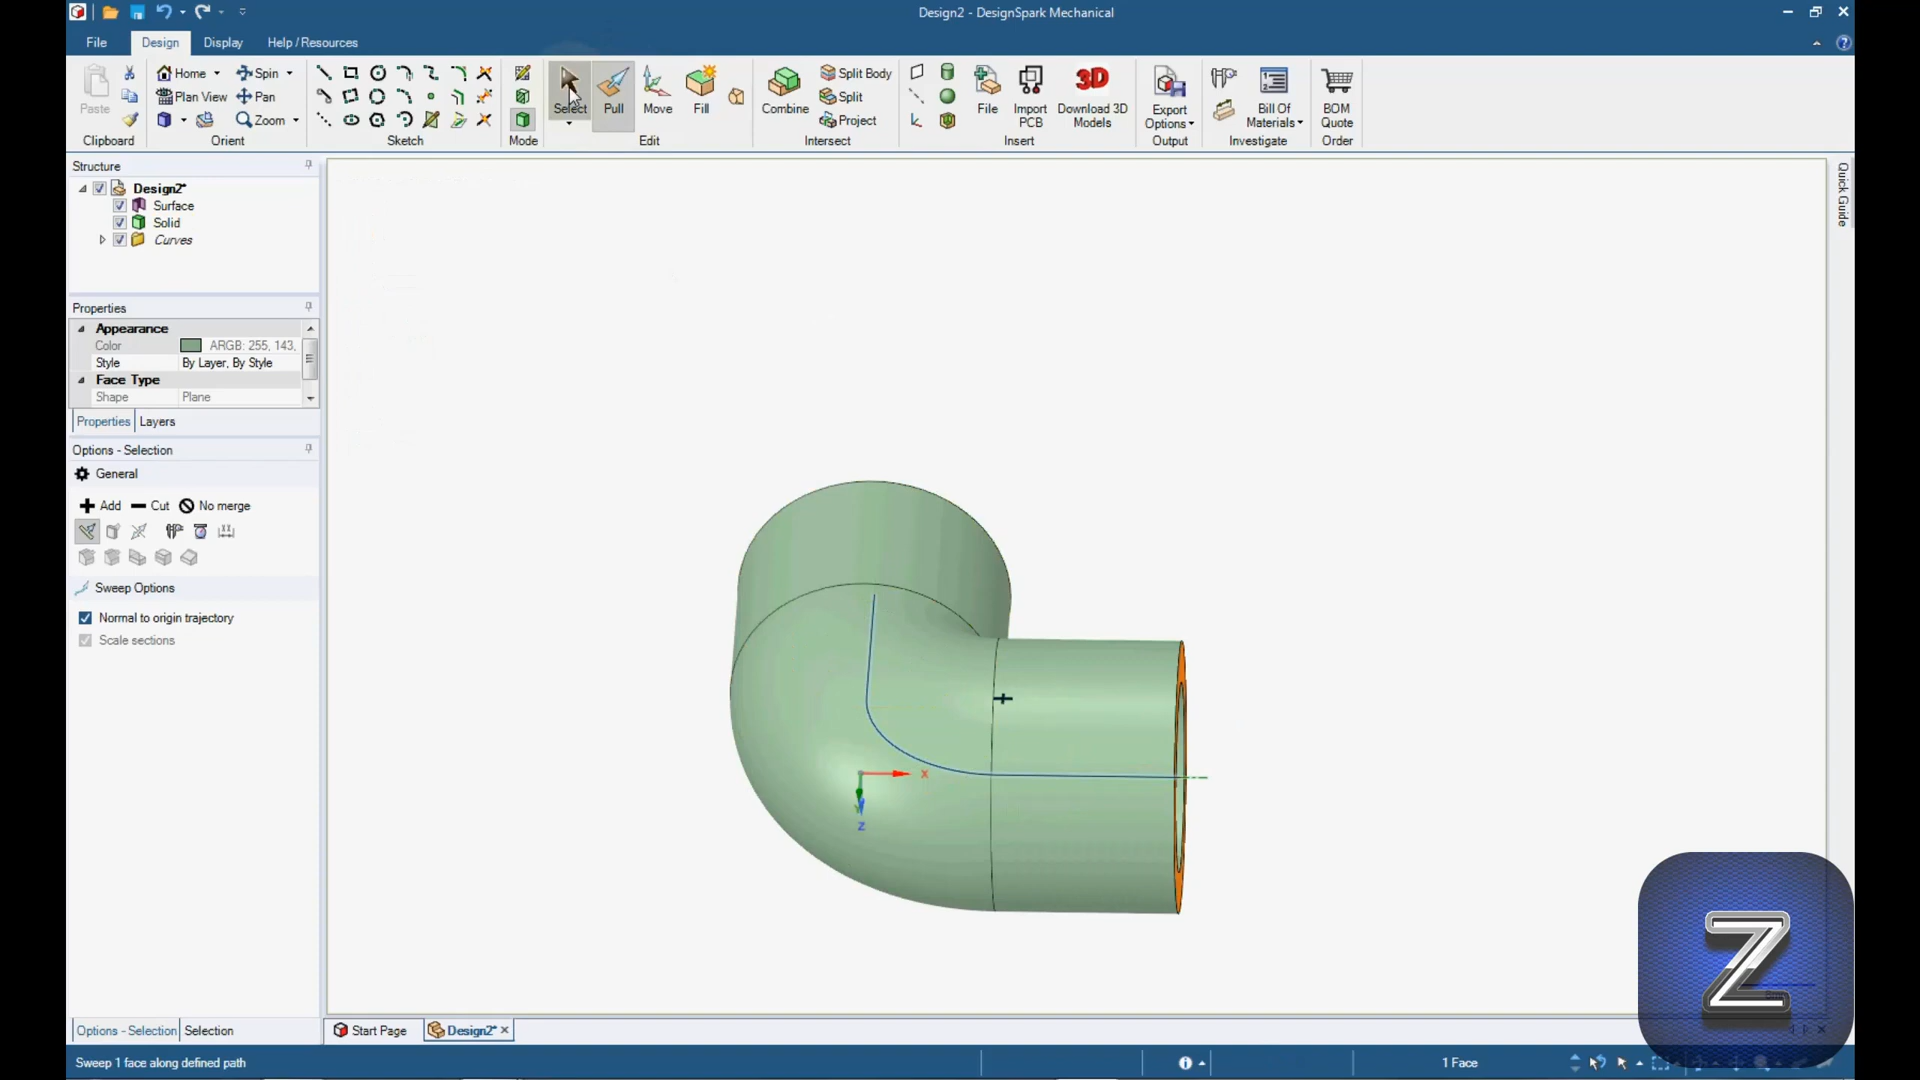 Design2 - DesignSpark Mechanical
File Design Display Help/Resources
Paste
Clipboard
Home Spin
Plan View Pan
Zoom
Orient
Sketch
Mode
Select Pull Move Fill
Edit
Combine
Split Body
Split
Project
Intersect
File
Import PCB
Download 3D Models
Insert
Export Options
Output
Bill Of Materials
Investigate
BOM Quote
Order
Structure
Design2*
Surface
Solid
Curves
Properties
Appearance
Color ARGB: 255, 143,
Style By Layer, By Style
Face Type
Shape Plane
Properties Layers
Options - Selection
General
Add Cut No merge
Sweep Options
Normal to origin trajectory
Scale sections
X
Y
Z
Quick Guide
Z
Options - Selection Selection
Start Page Design2*
Sweep 1 face along defined path
1 Face